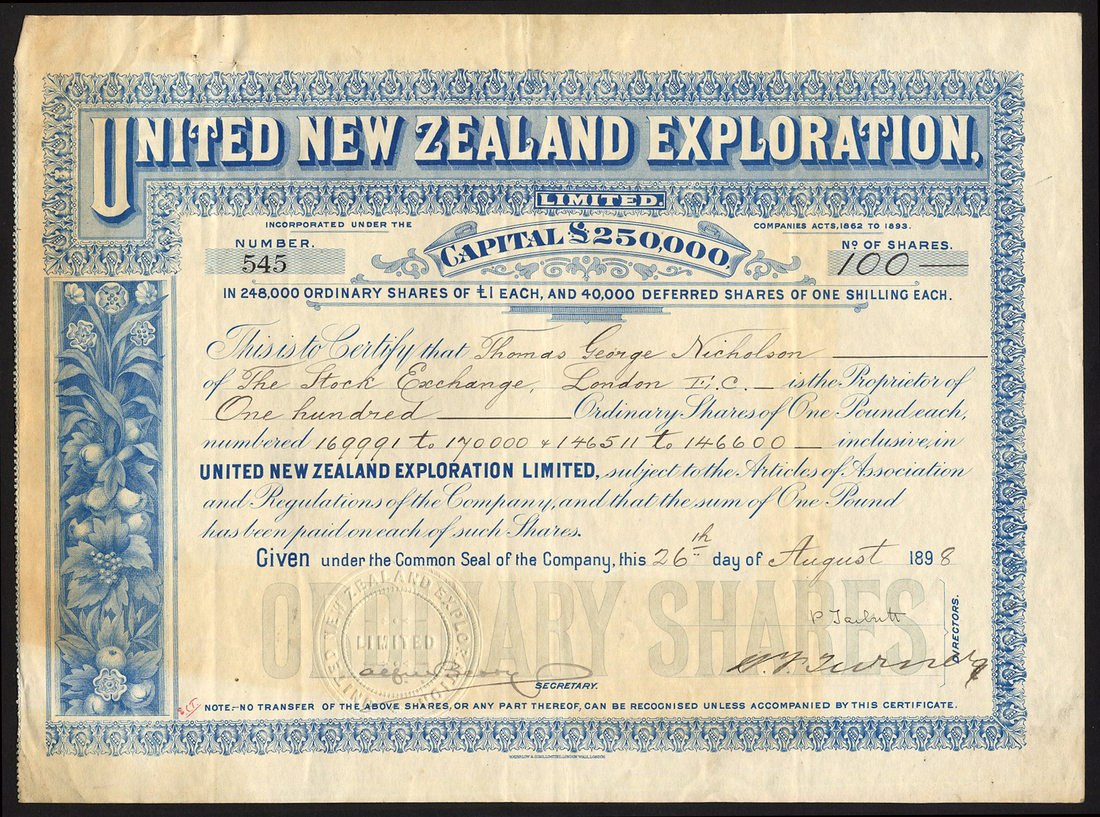 UNITED NEW ZEALAND EXPLORATION,
LIMITED.
INCORPORATED UNDER THE COMPANIES ACTS, 1862 TO 1893.
CAPITAL £250,000,
NUMBER.
545
No OF SHARES.
100
IN 248,000 ORDINARY SHARES OF £1 EACH, AND 40,000 DEFERRED SHARES OF ONE SHILLING EACH.
This is to Certify that Thomas George Nicholson
of The Stock Exchange, London E.C. — is the Proprietor of
One hundred Ordinary Shares of One Pound each,
numbered 169991 to 170000 & 146511 to 146600 — inclusive, in
UNITED NEW ZEALAND EXPLORATION LIMITED, subject to the Articles of Association
and Regulations of the Company, and that the sum of One Pound
has been paid on each of such Shares.
Given under the Common Seal of the Company, this 26th day of August 1898
ORDINARY SHARES
UNITED NEW ZEALAND EXPLORATION
LIMITED
DIRECTORS.
SECRETARY.
NOTE.—NO TRANSFER OF THE ABOVE SHARES, OR ANY PART THEREOF, CAN BE RECOGNISED UNLESS ACCOMPANIED BY THIS CERTIFICATE.